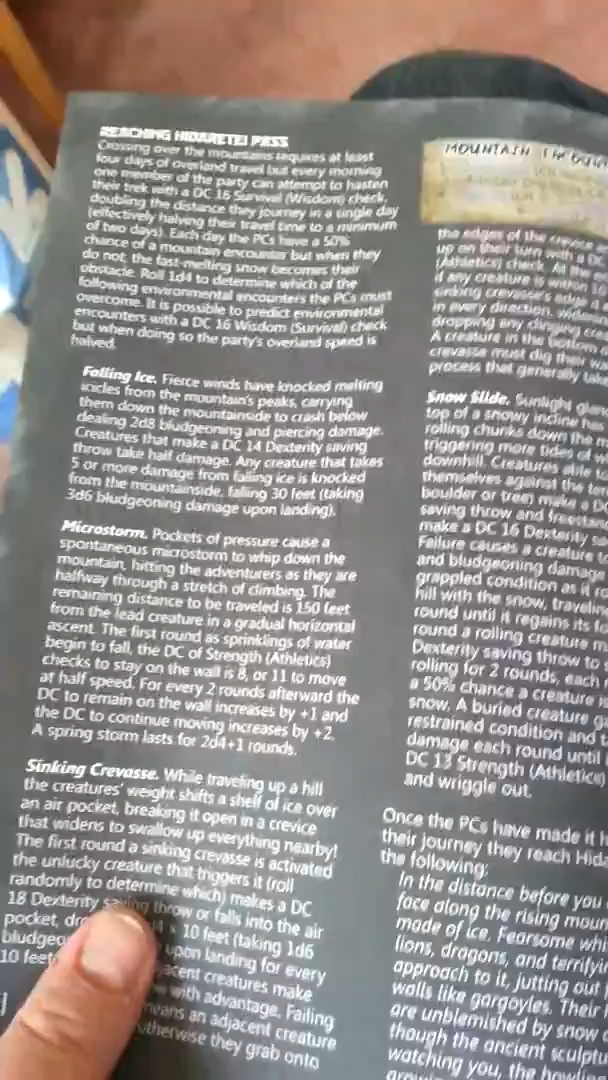 REACHING HIDARETEI PASS
Crossing over the mountains requires at least
four days of overland travel but every morning
one member of the party can attempt to hasten
their trek with a DC 16 Survival (Wisdom) check,
doubling the distance they journey in a single day
(effectively halving their travel time to a minimum
of two days). Each day the PCs have a 50%
chance of a mountain encounter but when they
do not, the fast-melting snow becomes their
obstacle. Roll 1d4 to determine which of the
following environmental encounters the PCs must
overcome. It is possible to predict environmental
encounters with a DC 16 Wisdom (Survival) check
but when doing so the party's overland speed is
halved.
Falling Ice. Fierce winds have knocked melting
icicles from the mountain's peaks, carrying
them down the mountainside to crash below
dealing 2d8 bludgeoning and piercing damage.
Creatures that make a DC 14 Dexterity saving
throw take half damage. Any creature that takes
5 or more damage from falling ice is knocked
from the mountainside, falling 30 feet (taking
3d6 bludgeoning damage upon landing).
Microstorm. Pockets of pressure cause a
spontaneous microstorm to whip down the
mountain, hitting the adventurers as they are
halfway through a stretch of climbing. The
remaining distance to be traveled is 150 feet
from the lead creature in a gradual horizontal
ascent. The first round as sprinklings of water
begin to fall, the DC of Strength (Athletics)
checks to stay on the wall is 8, or 11 to move
at half speed. For every 2 rounds afterward the
DC to remain on the wall increases by +1 and
the DC to continue moving increases by +2.
A spring storm lasts for 2d4+1 rounds.
Sinking Crevasse. While traveling up a hill
the creatures' weight shifts a shelf of ice over
an air pocket, breaking it open in a crevice
that widens to swallow up everything nearby!
The first round a sinking crevasse is activated
the unlucky creature that triggers it (roll
randomly to determine which) makes a DC
18 Dexterity saving throw or falls into the air
pocket, × 10 feet (taking 1d6
upon landing for every
10 feet creatures make
with advantage. Failing
means an adjacent creature
otherwise they grab onto
MOUNTAIN
the edges of the crevice
up on their turn with a DC
(Athletics) check. At the
if any creature is within 10
sinking crevasse's edge
in every direction,
dropping any clinging
A creature in the bottom
crevasse must dig their
process that generally
Snow Slide. Sunlight
top of a snowy incline has
rolling chunks down the
triggering more tides of
downhill. Creatures able to
themselves against the
boulder or tree) make a
saving throw and
make a DC 16 Dexterity
Failure causes a creature to
and bludgeoning damage
grappled condition as it
hill with the snow, traveling
round until it regains its
round a rolling creature
Dexterity saving throw to
rolling for 2 rounds, each
a 50% chance a creature is
snow. A buried creature
restrained condition and
damage each round until
DC 13 Strength (Athletics)
and wriggle out.
Once the PCs have made it
their journey they reach
the following:
In the distance before you
face along the rising
made of ice. Fearsome
lions, dragons, and
approach to it, jutting out
walls like gargoyles. Their
are unblemished by snow
though the ancient
watching you, the